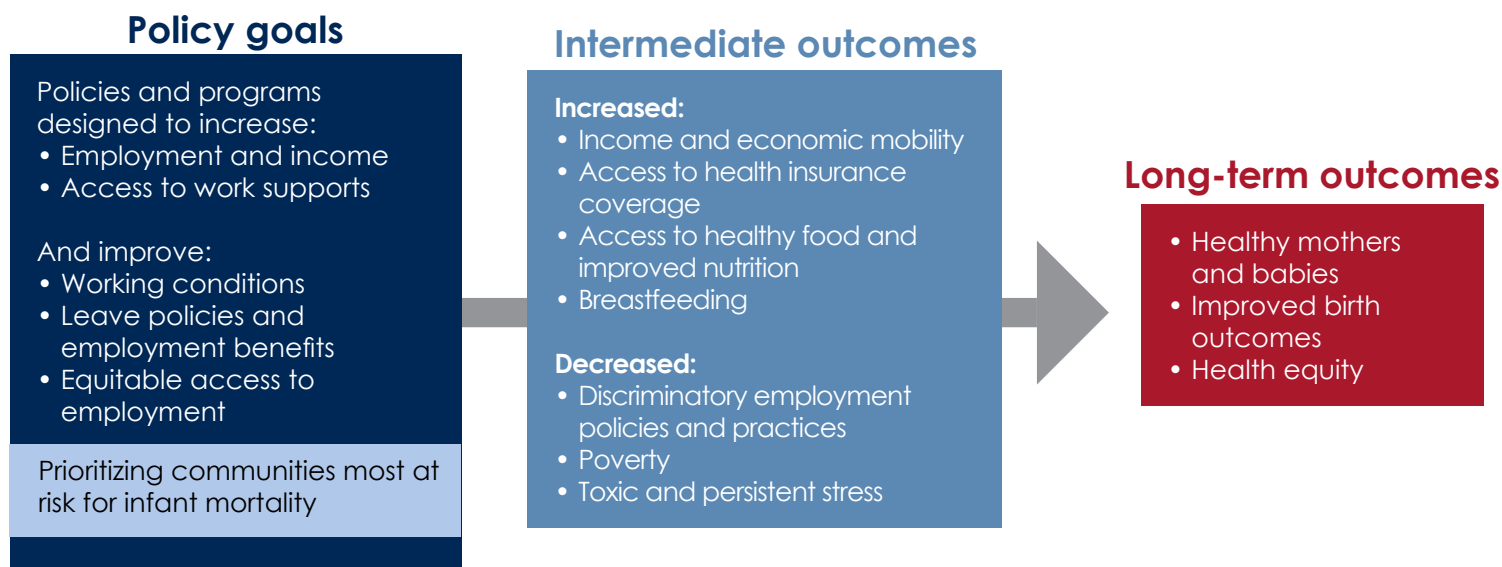 Policy goals
Policies and programs
designed to increase:
• Employment and income
• Access to work supports
And improve:
• Working conditions
• Leave policies and
employment benefits
• Equitable access to
employment
Prioritizing communities most at
risk for infant mortality
Intermediate outcomes
Increased:
• Income and economic mobility
• Access to health insurance
coverage
• Access to healthy food and
improved nutrition
• Breastfeeding
Decreased:
• Discriminatory employment
policies and practices
• Poverty
• Toxic and persistent stress
Long-term outcomes
• Healthy mothers
and babies
• Improved birth
outcomes
• Health equity